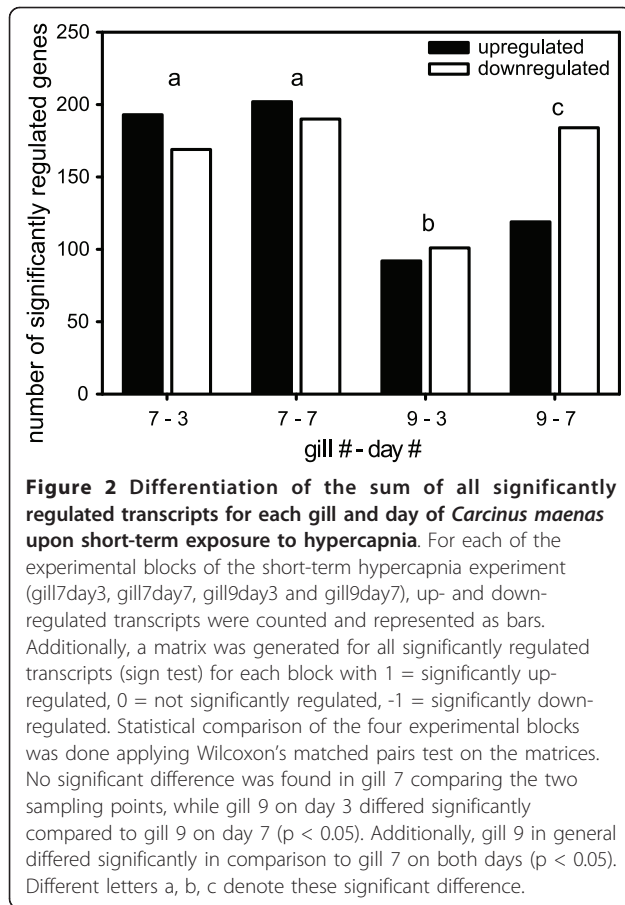 250
200
150
100
50
0
number of significantly regulated genes
upregulated
downregulated
a
a
b
c
7 - 3
7 - 7
9 - 3
9 - 7
gill # - day #
Figure 2 Differentiation of the sum of all significantly
regulated transcripts for each gill and day of Carcinus maenas
upon short-term exposure to hypercapnia. For each of the
experimental blocks of the short-term hypercapnia experiment
(gill7day3, gill7day7, gill9day3 and gill9day7), up- and down-
regulated transcripts were counted and represented as bars.
Additionally, a matrix was generated for all significantly regulated
transcripts (sign test) for each block with 1 = significantly up-
regulated, 0 = not significantly regulated, -1 = significantly down-
regulated. Statistical comparison of the four experimental blocks
was done applying Wilcoxon's matched pairs test on the matrices.
No significant difference was found in gill 7 comparing the two
sampling points, while gill 9 on day 3 differed significantly
compared to gill 9 on day 7 (p < 0.05). Additionally, gill 9 in general
differed significantly in comparison to gill 7 on both days (p < 0.05).
Different letters a, b, c denote these significant difference.